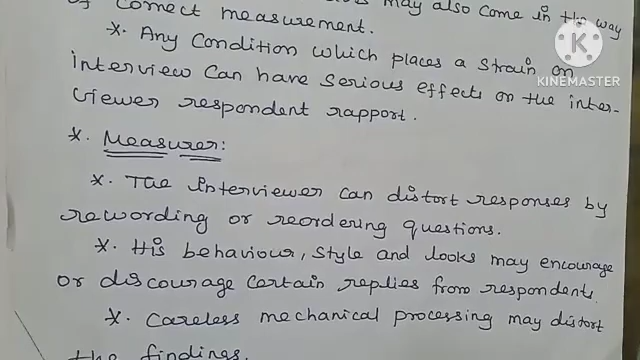 of correct measurement. may also come in the way
*. Any Condition which places a strain on
interview can have serious effects on the inter-
viewer respondent rapport.
*. Measurer:
*. The interviewer can distort responses by
rewording or reordering questions.
*. His behaviour, style and looks may encourage
or discourage certain replies from respondents.
*. Careless mechanical processing may distort
the findings.
KINEMASTER